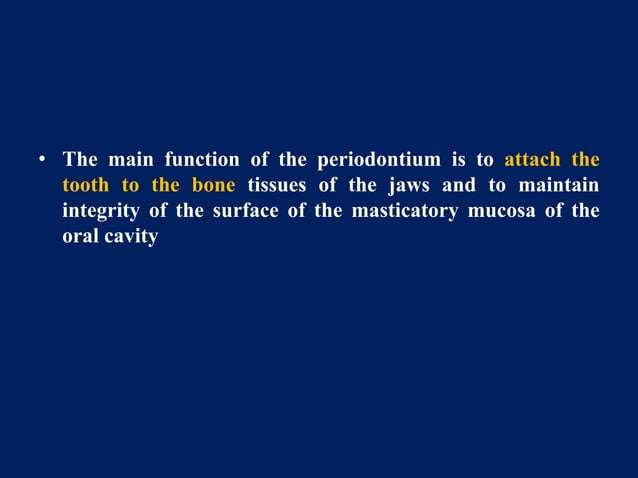 • The main function of the periodontium is to attach the
tooth to the bone tissues of the jaws and to maintain
integrity of the surface of the masticatory mucosa of the
oral cavity